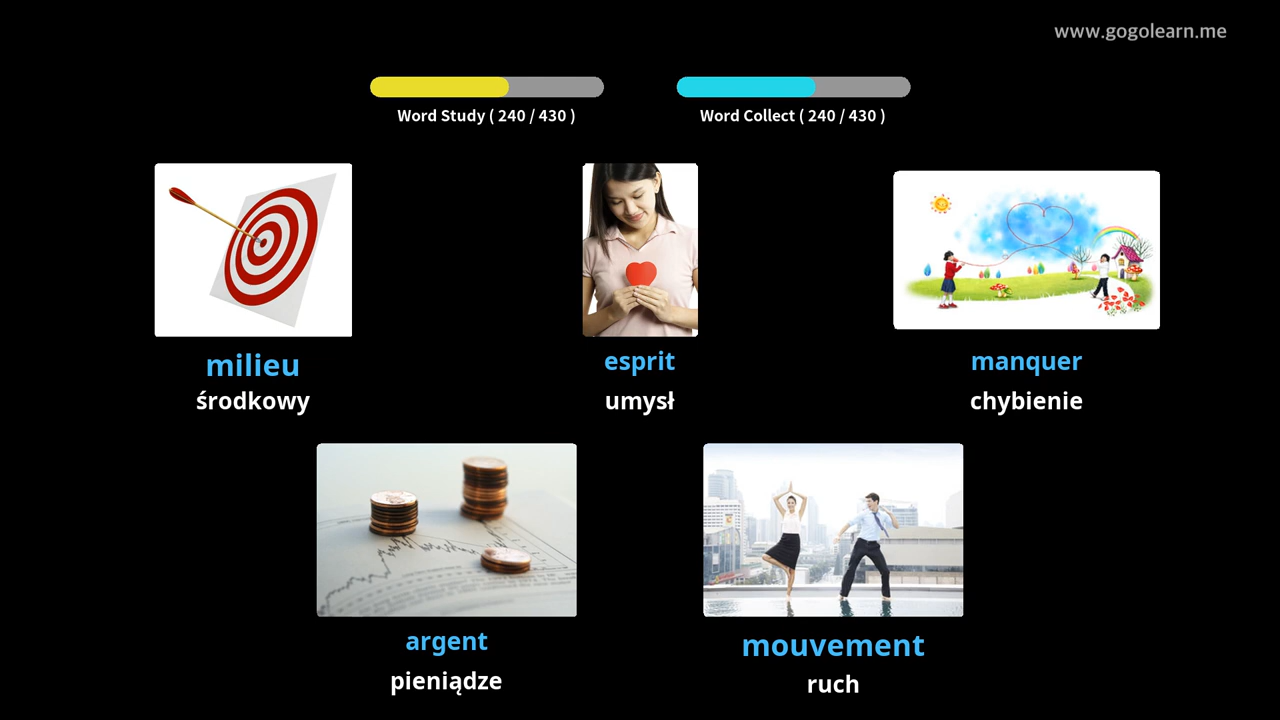 www.gogolearn.me
Word Study ( 240 / 430 )
Word Collect ( 240 / 430 )
milieu
środkowy
esprit
umysł
manquer
chybienie
argent
pieniądze
mouvement
ruch